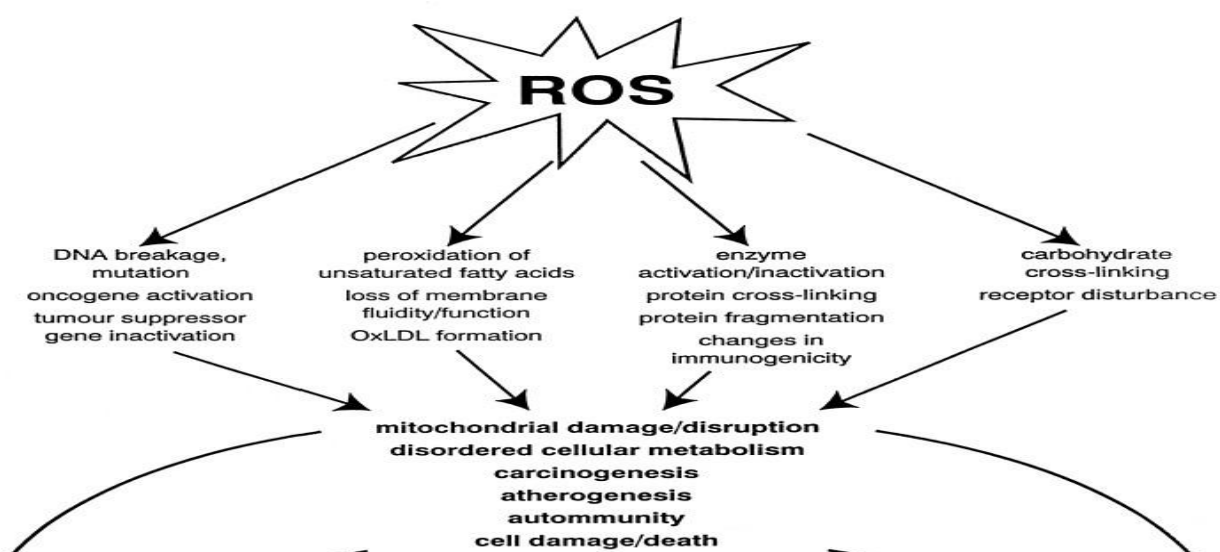 ROS
DNA breakage,
mutation
oncogene activation
tumour suppressor
gene inactivation
peroxidation of
unsaturated fatty acids
loss of membrane
fluidity/function
OxLDL formation
enzyme
activation/inactivation
protein cross-linking
protein fragmentation
changes in
immunogenicity
carbohydrate
cross-linking
receptor disturbance
mitochondrial damage/disruption
disordered cellular metabolism
carcinogenesis
atherogenesis
autommunity
cell damage/death